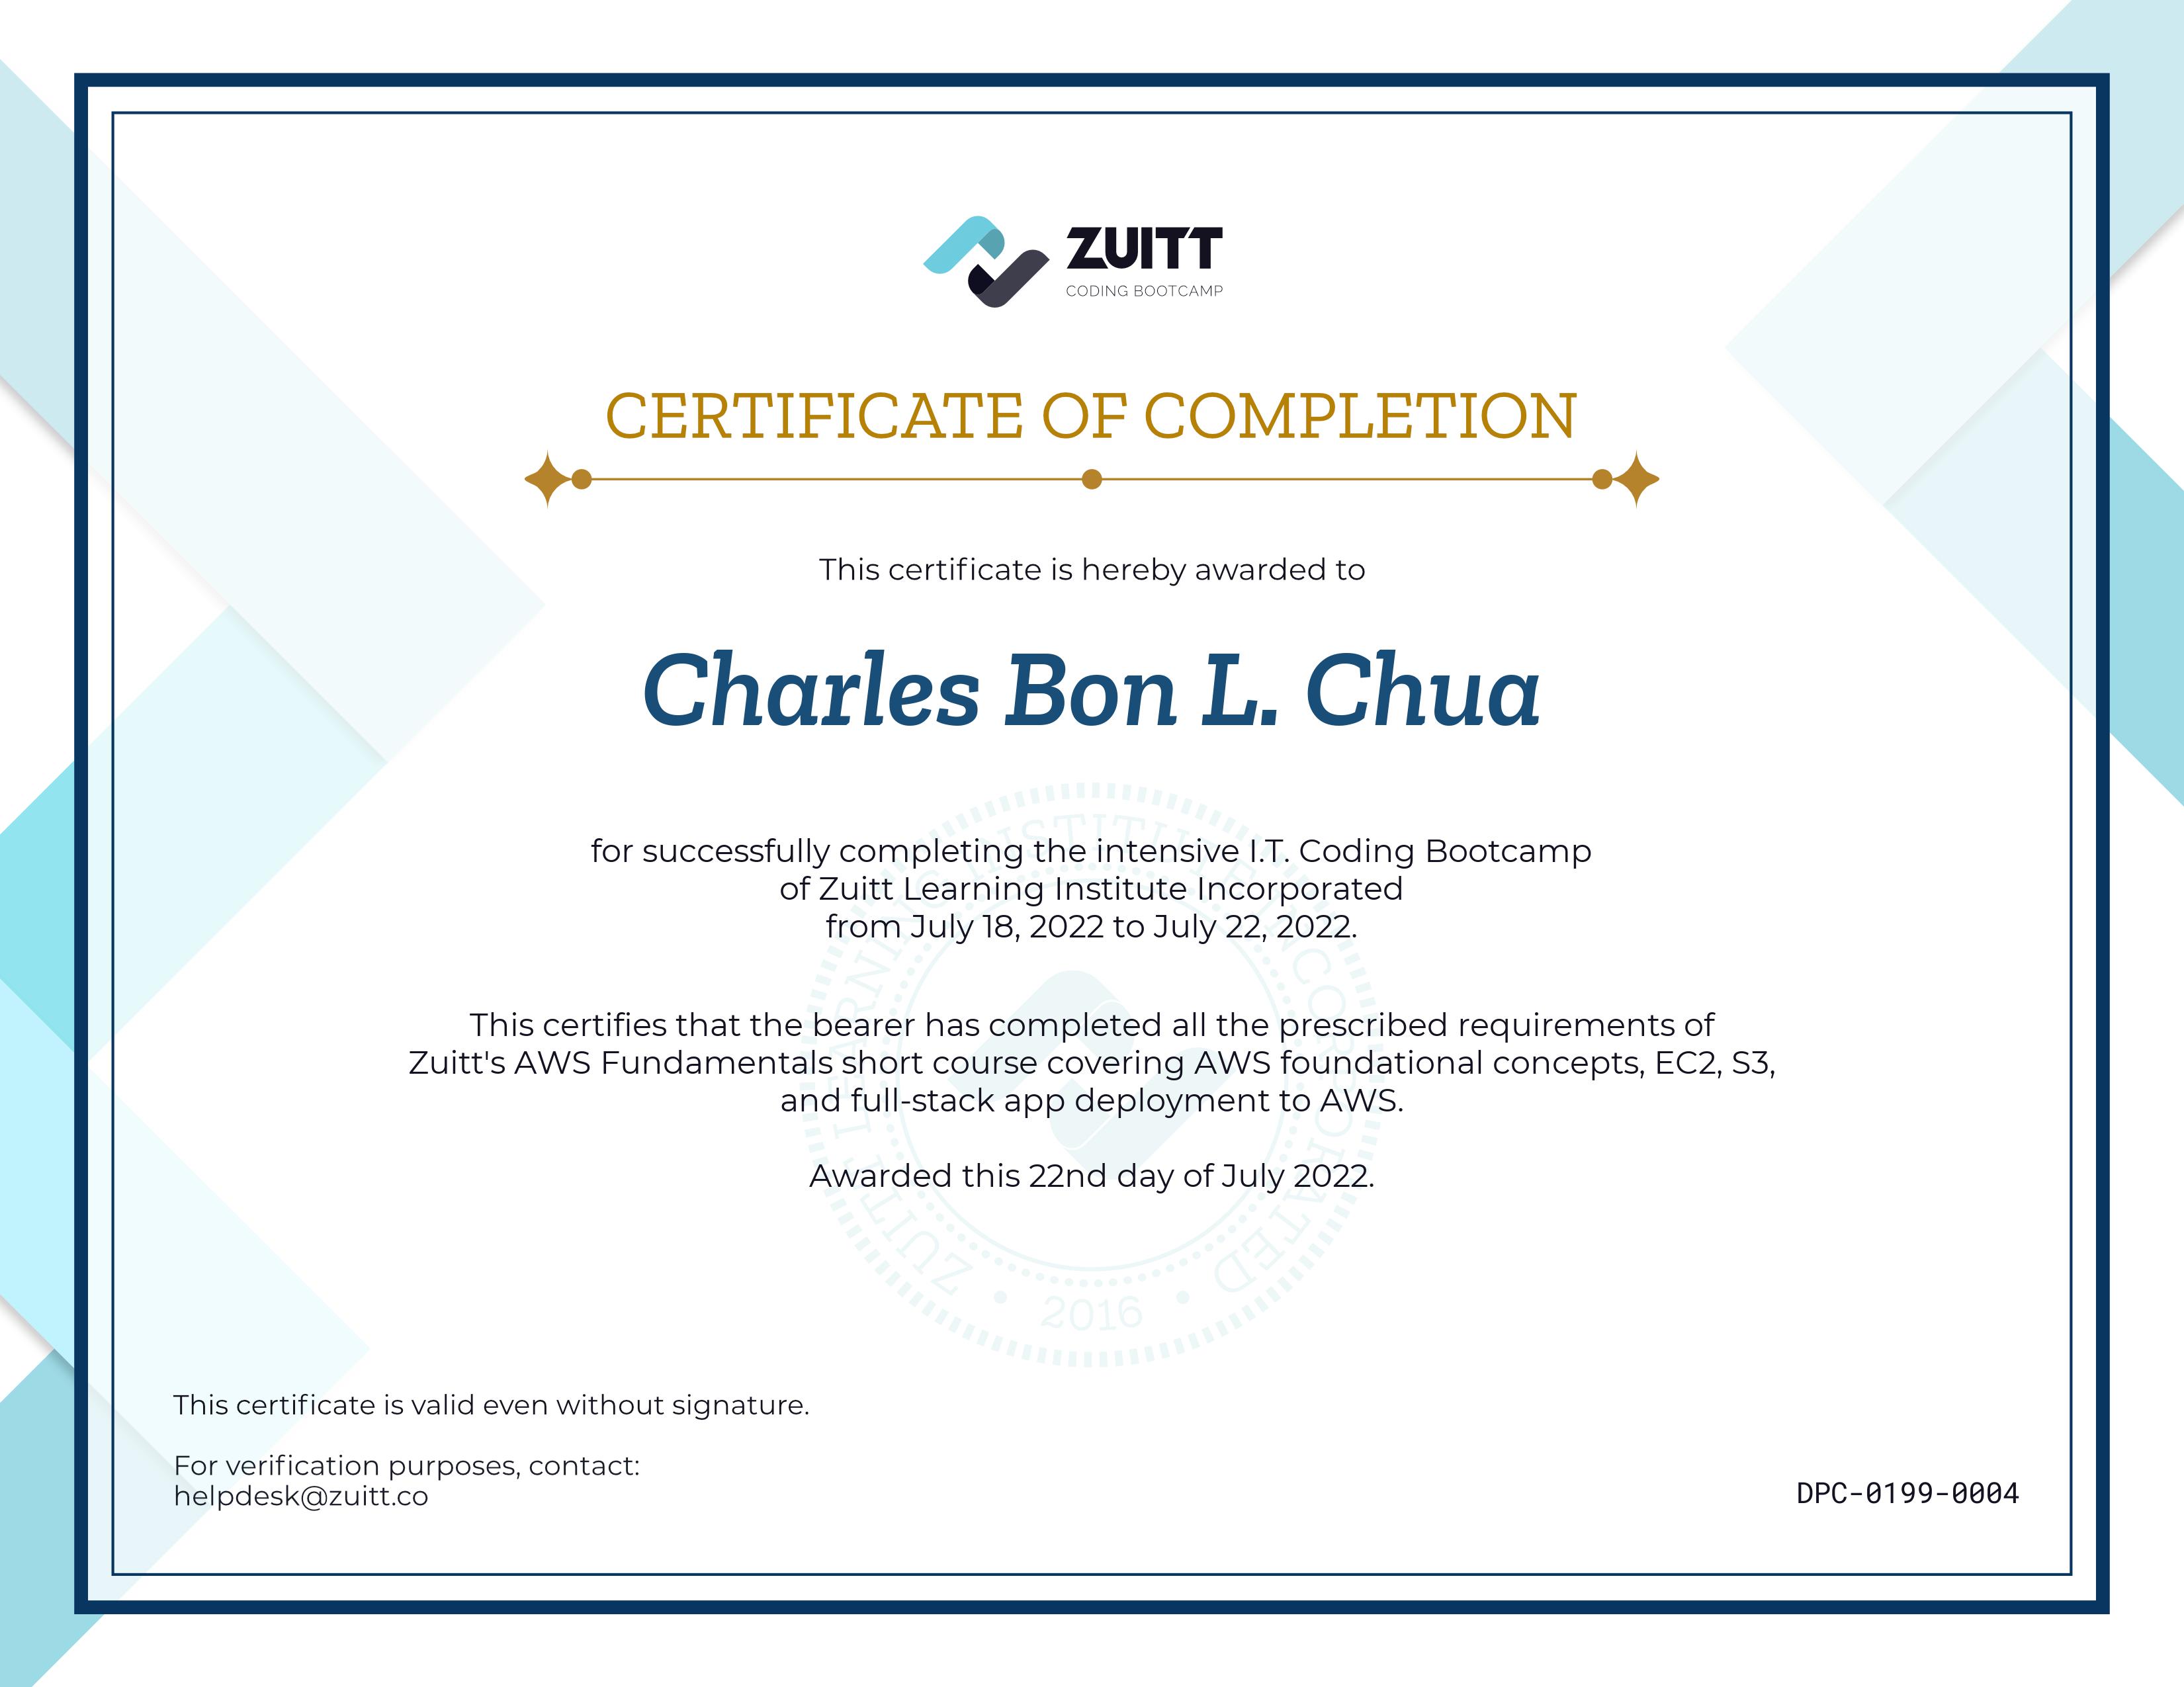 ZUITT
CODING BOOTCAMP
CERTIFICATE OF COMPLETION
This certificate is hereby awarded to
Charles Bon L. Chua
for successfully completing the intensive I.T. Coding Bootcamp
of Zuitt Learning Institute Incorporated
from July 18, 2022 to July 22, 2022.
This certifies that the bearer has completed all the prescribed requirements of
Zuitt's AWS Fundamentals short course covering AWS foundational concepts, EC2, S3,
and full-stack app deployment to AWS.
Awarded this 22nd day of July 2022.
ZUITT LEARNING INSTITUTE INCORPORATED
2016
This certificate is valid even without signature.
For verification purposes, contact:
helpdesk@zuitt.co
DPC-0199-0004